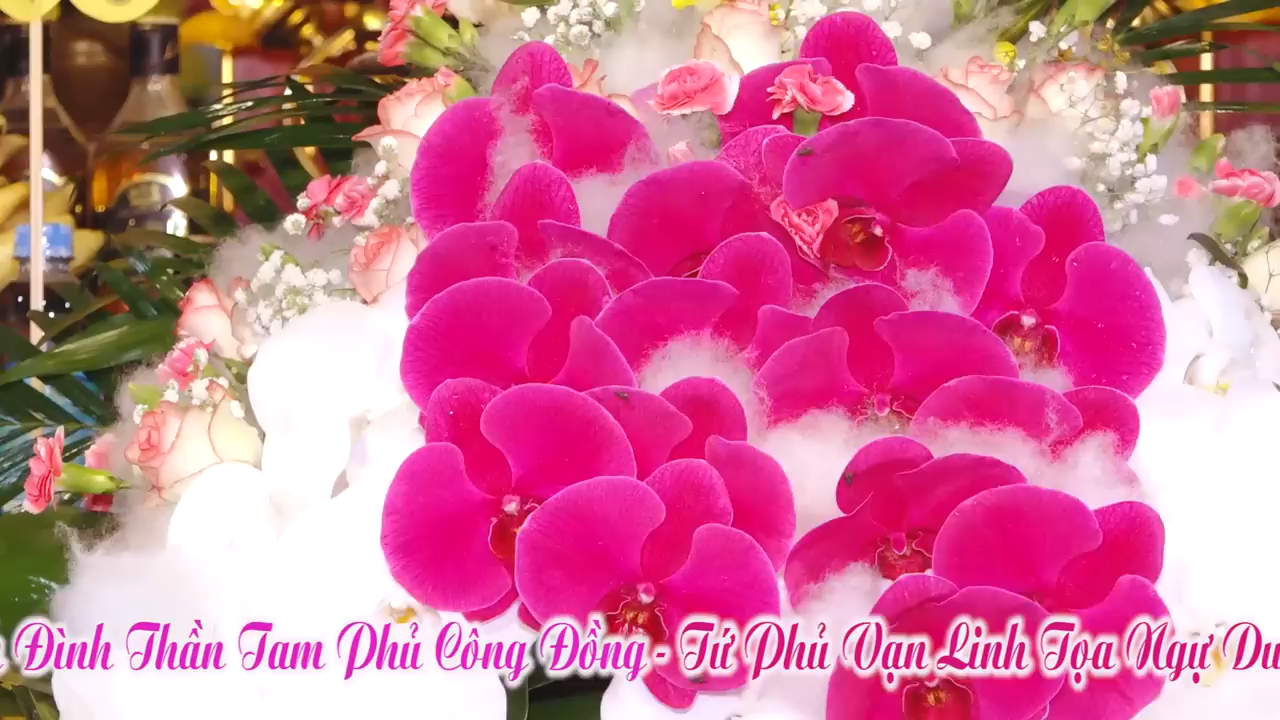 Đình Thần Tam Phủ Công Đồng - Tứ Phủ Vạn Linh Tọa Ngự